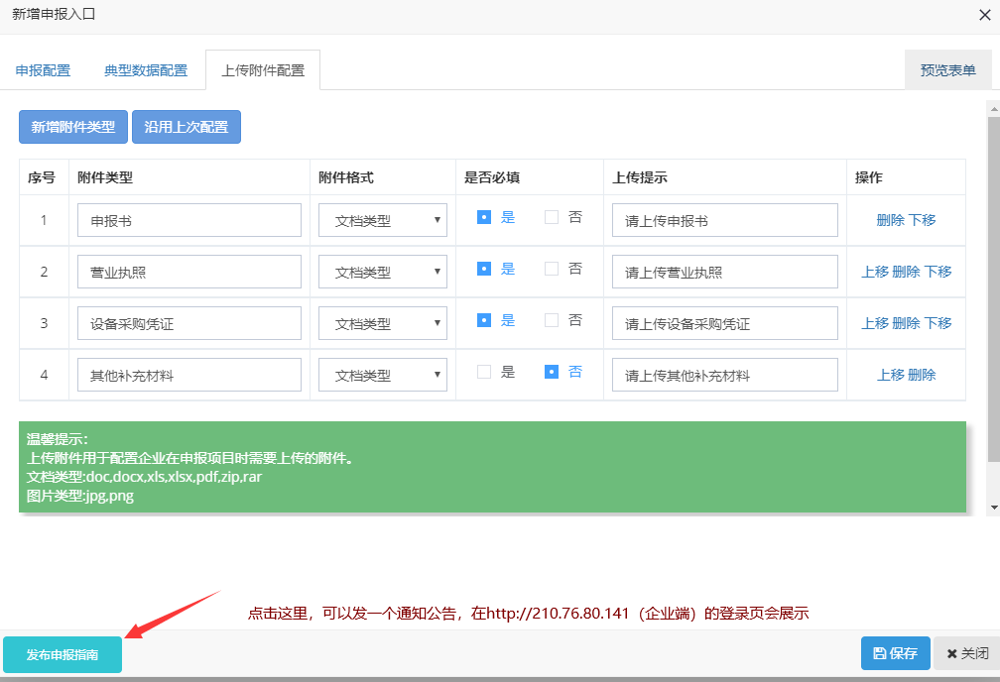 新增申报入口
申报配置 典型数据配置 上传附件配置 预览表单
新增附件类型 沿用上次配置
序号 附件类型 附件格式 是否必填 上传提示 操作
1 申报书 文档类型 是 否 请上传申报书 删除 下移
2 营业执照 文档类型 是 否 请上传营业执照 上移 删除 下移
3 设备采购凭证 文档类型 是 否 请上传设备采购凭证 上移 删除 下移
4 其他补充材料 文档类型 是 否 请上传其他补充材料 上移 删除
温馨提示:
上传附件用于配置企业在申报项目时需要上传的附件。
文档类型:doc,docx,xls,xlsx,pdf,zip,rar
图片类型:jpg,png
点击这里，可以发一个通知公告，在http://210.76.80.141（企业端）的登录页会展示
发布申报指南 保存 关闭